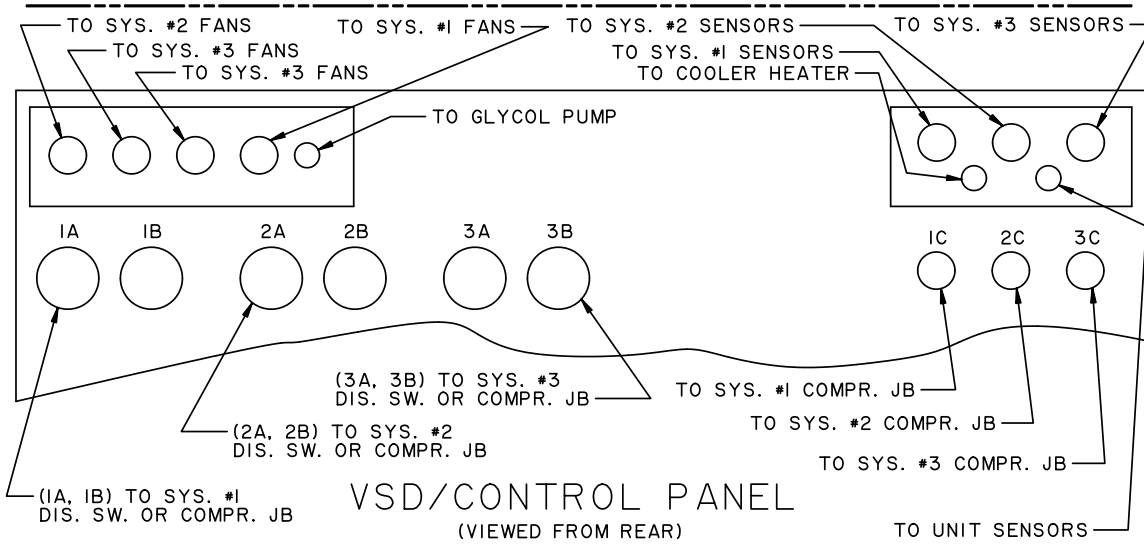 TO SYS. #2 FANS
TO SYS. #1 FANS
TO SYS. #2 SENSORS
TO SYS. #3 SENSORS
TO SYS. #3 FANS
TO SYS. #1 SENSORS
TO SYS. #3 FANS
TO COOLER HEATER
TO GLYCOL PUMP
1A
1B
2A
2B
3A
3B
1C
2C
3C
(3A, 3B) TO SYS. #3
DIS. SW. OR COMPR. JB
TO SYS. #1 COMPR. JB
(2A, 2B) TO SYS. #2
DIS. SW. OR COMPR. JB
TO SYS. #2 COMPR. JB
TO SYS. #3 COMPR. JB
(1A, 1B) TO SYS. #1
DIS. SW. OR COMPR. JB
VSD/CONTROL PANEL
(VIEWED FROM REAR)
TO UNIT SENSORS